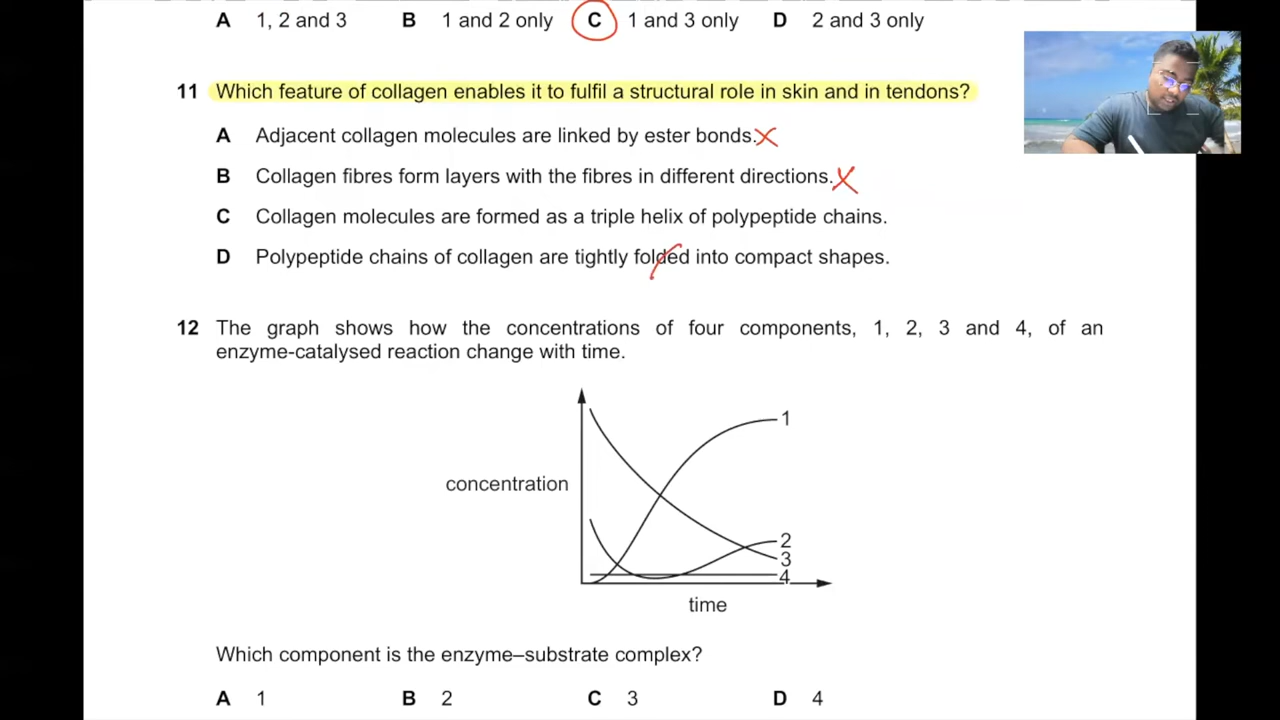 A 1, 2 and 3 B 1 and 2 only C 1 and 3 only D 2 and 3 only
11 Which feature of collagen enables it to fulfil a structural role in skin and in tendons?
A Adjacent collagen molecules are linked by ester bonds.
B Collagen fibres form layers with the fibres in different directions.
C Collagen molecules are formed as a triple helix of polypeptide chains.
D Polypeptide chains of collagen are tightly folded into compact shapes.
12 The graph shows how the concentrations of four components, 1, 2, 3 and 4, of an
enzyme-catalysed reaction change with time.
1
concentration
2
3
4
time
Which component is the enzyme–substrate complex?
A 1 B 2 C 3 D 4